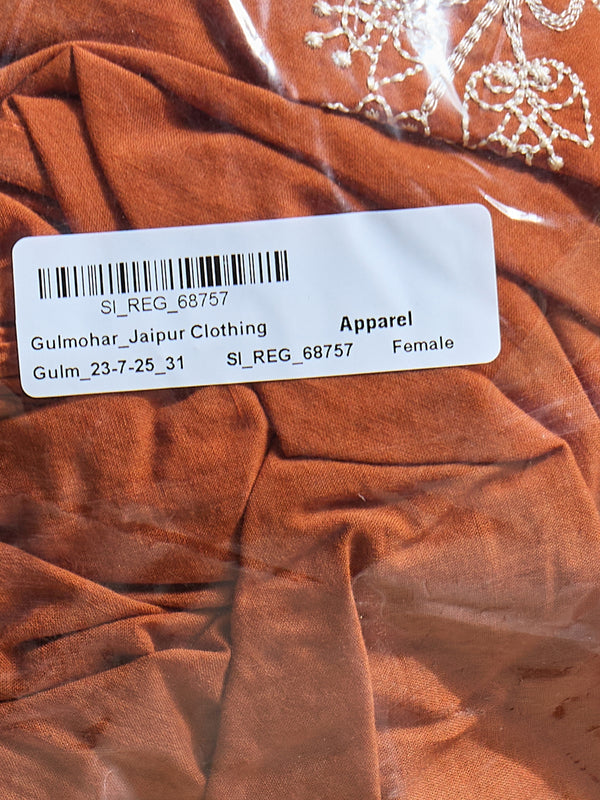 SI_REG_68757
Gulmohar_Jaipur Clothing Apparel
Gulm_23-7-25_31 SI_REG_68757 Female